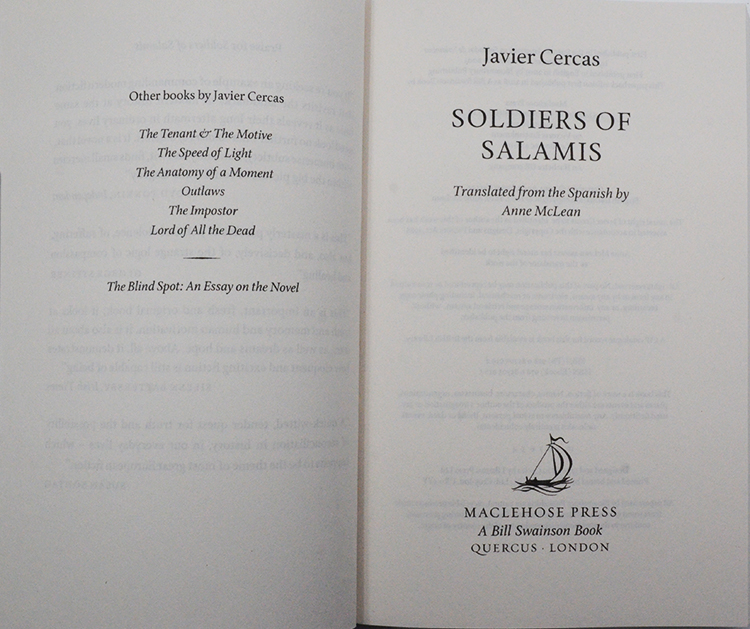 Other books by Javier Cercas
The Tenant & The Motive
The Speed of Light
The Anatomy of a Moment
Outlaws
The Impostor
Lord of All the Dead
The Blind Spot: An Essay on the Novel
Javier Cercas
SOLDIERS OF
SALAMIS
Translated from the Spanish by
Anne McLean
MACLEHOSE PRESS
A Bill Swainson Book
QUERCUS · LONDON